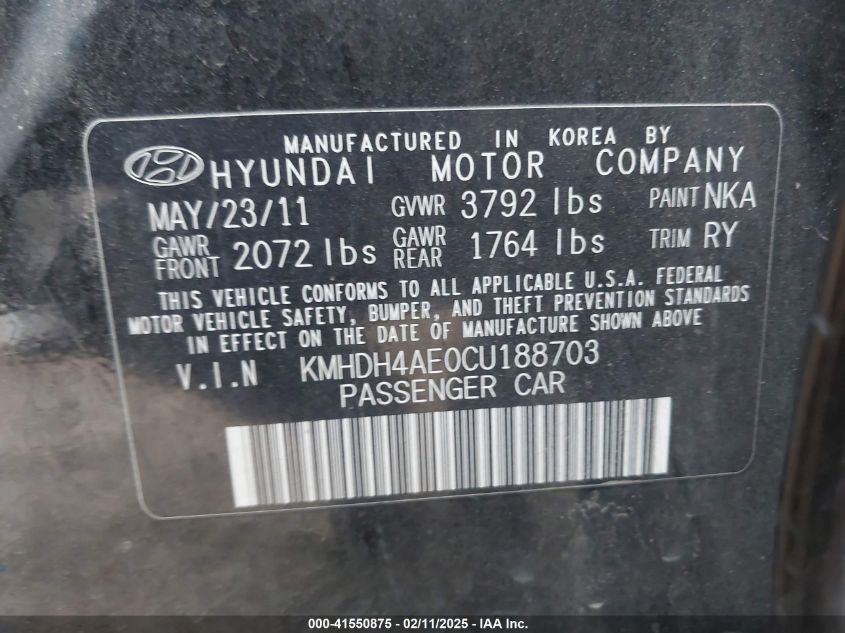 MANUFACTURED IN KOREA BY
HYUNDAI MOTOR COMPANY
MAY/23/11 GVWR 3792 lbs PAINT NKA
GAWR FRONT 2072 lbs GAWR REAR 1764 lbs TRIM RY
THIS VEHICLE CONFORMS TO ALL APPLICABLE U.S.A. FEDERAL
MOTOR VEHICLE SAFETY, BUMPER, AND THEFT PREVENTION STANDARDS
IN EFFECT ON THE DATE OF MANUFACTURE SHOWN ABOVE
V.I.N KMHDH4AE0CU188703
PASSENGER CAR
000-41550875 - 02/11/2025 - © IAA, Inc.